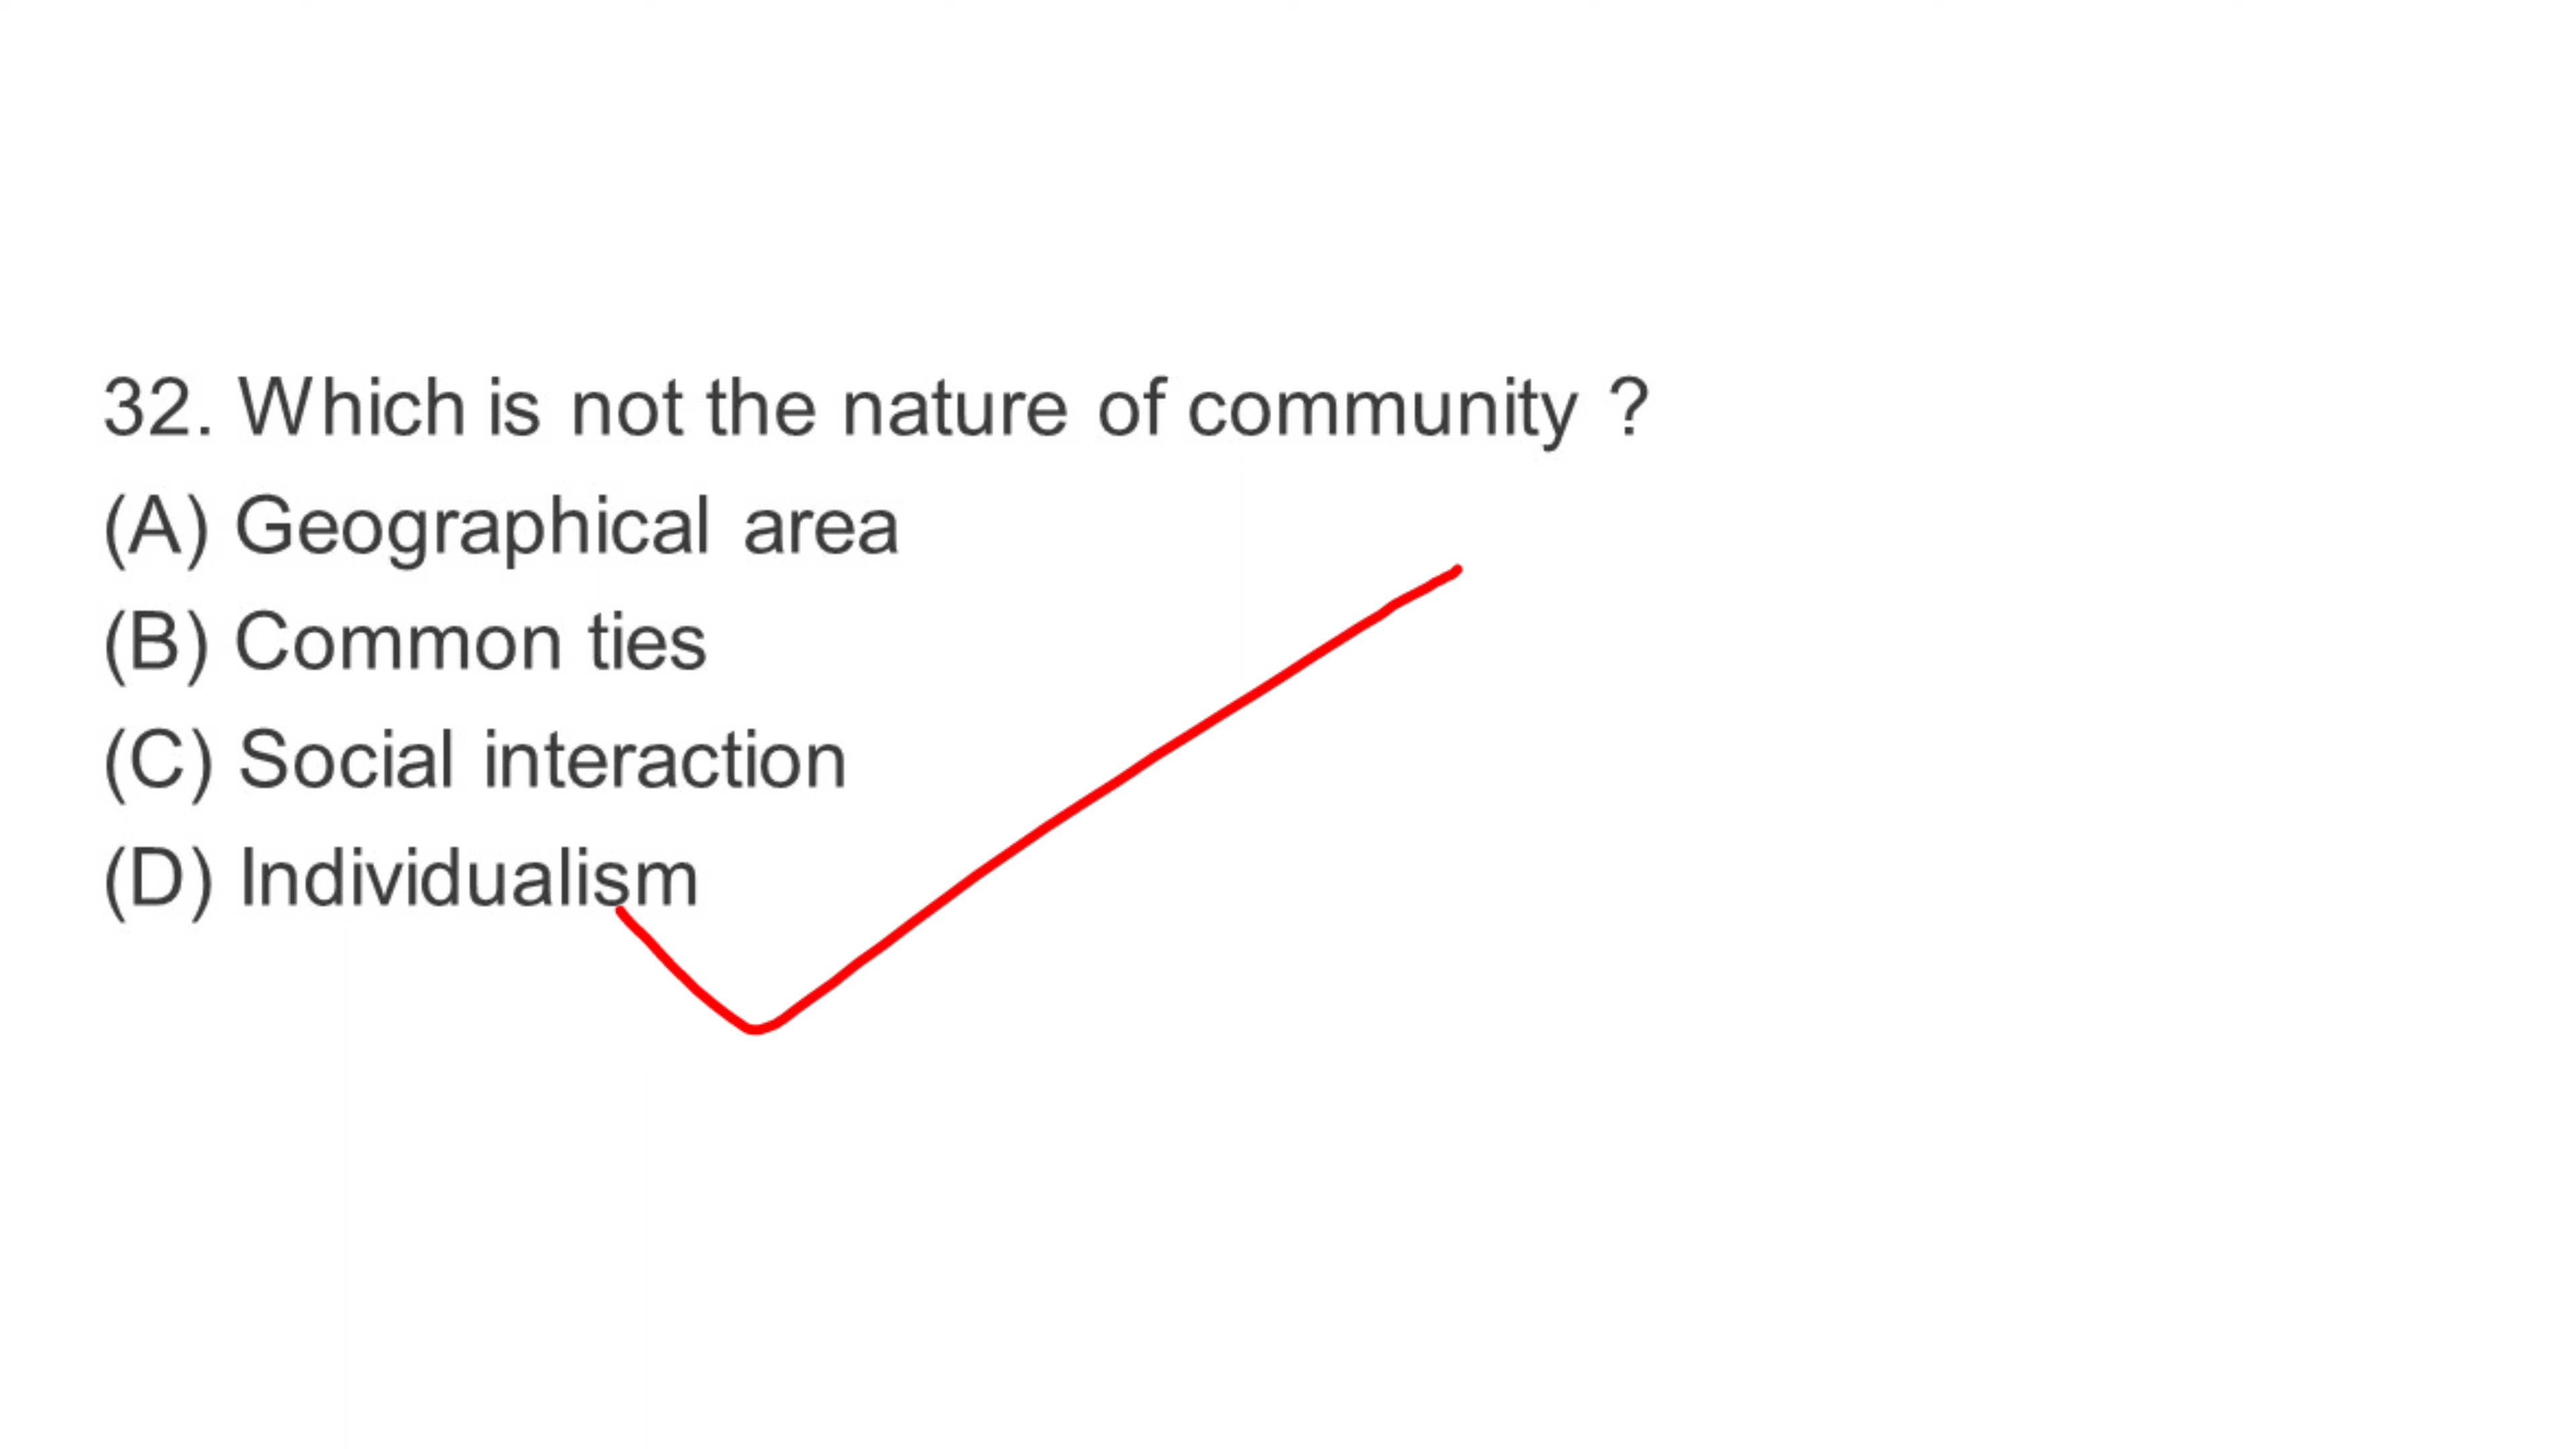 32. Which is not the nature of community ?
(A) Geographical area
(B) Common ties
(C) Social interaction
(D) Individualism